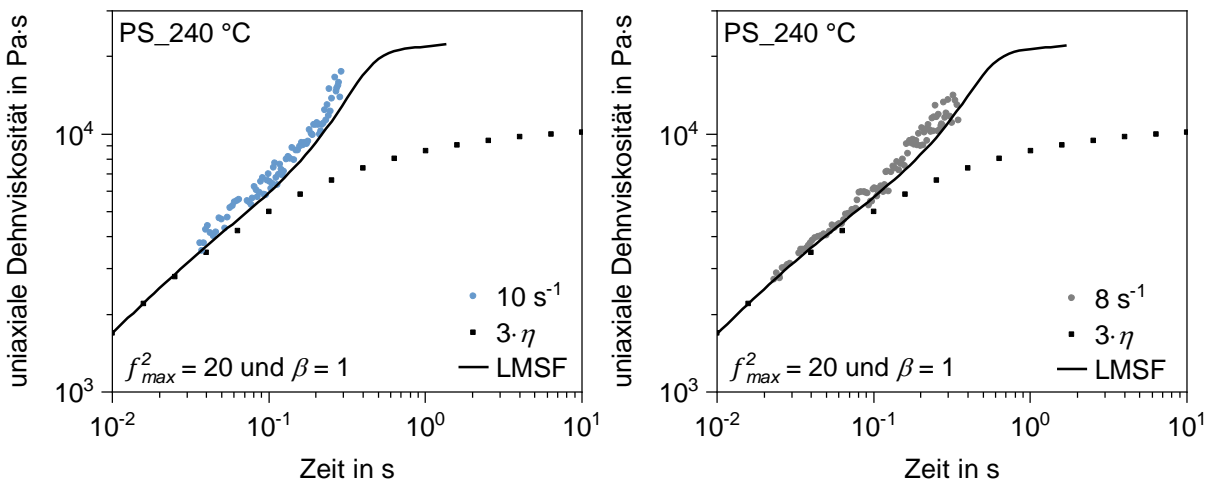 uniaxiale Dehnviskosität in Pa·s
PS_240 °C
10⁴
10³
10 s⁻¹
3·η
LMSF
f²ₘₐₓ = 20 und β = 1
10⁻² 10⁻¹ 10⁰ 10¹
Zeit in s
uniaxiale Dehnviskosität in Pa·s
PS_240 °C
10⁴
10³
8 s⁻¹
3·η
LMSF
f²ₘₐₓ = 20 und β = 1
10⁻² 10⁻¹ 10⁰ 10¹
Zeit in s